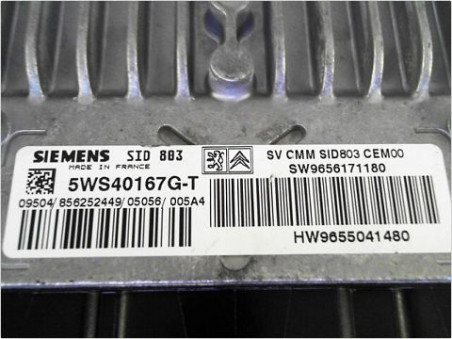 SIEMENS SID 803
MADE IN FRANCE
5WS40167G-T
09504/856252449/05056/005A4
SV CMM SID803 CEM00
SW9656171180
HW9655041480